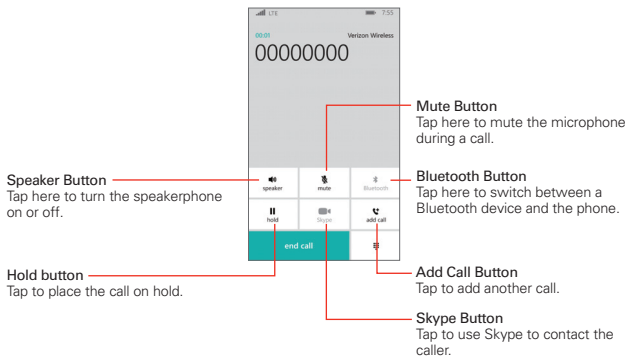 LTE 7:55
00:01 Verizon Wireless
00000000
speaker mute Bluetooth
hold Skype add call
end call
Speaker Button
Tap here to turn the speakerphone
on or off.
Hold button
Tap to place the call on hold.
Mute Button
Tap here to mute the microphone
during a call.
Bluetooth Button
Tap here to switch between a
Bluetooth device and the phone.
Add Call Button
Tap to add another call.
Skype Button
Tap to use Skype to contact the
caller.